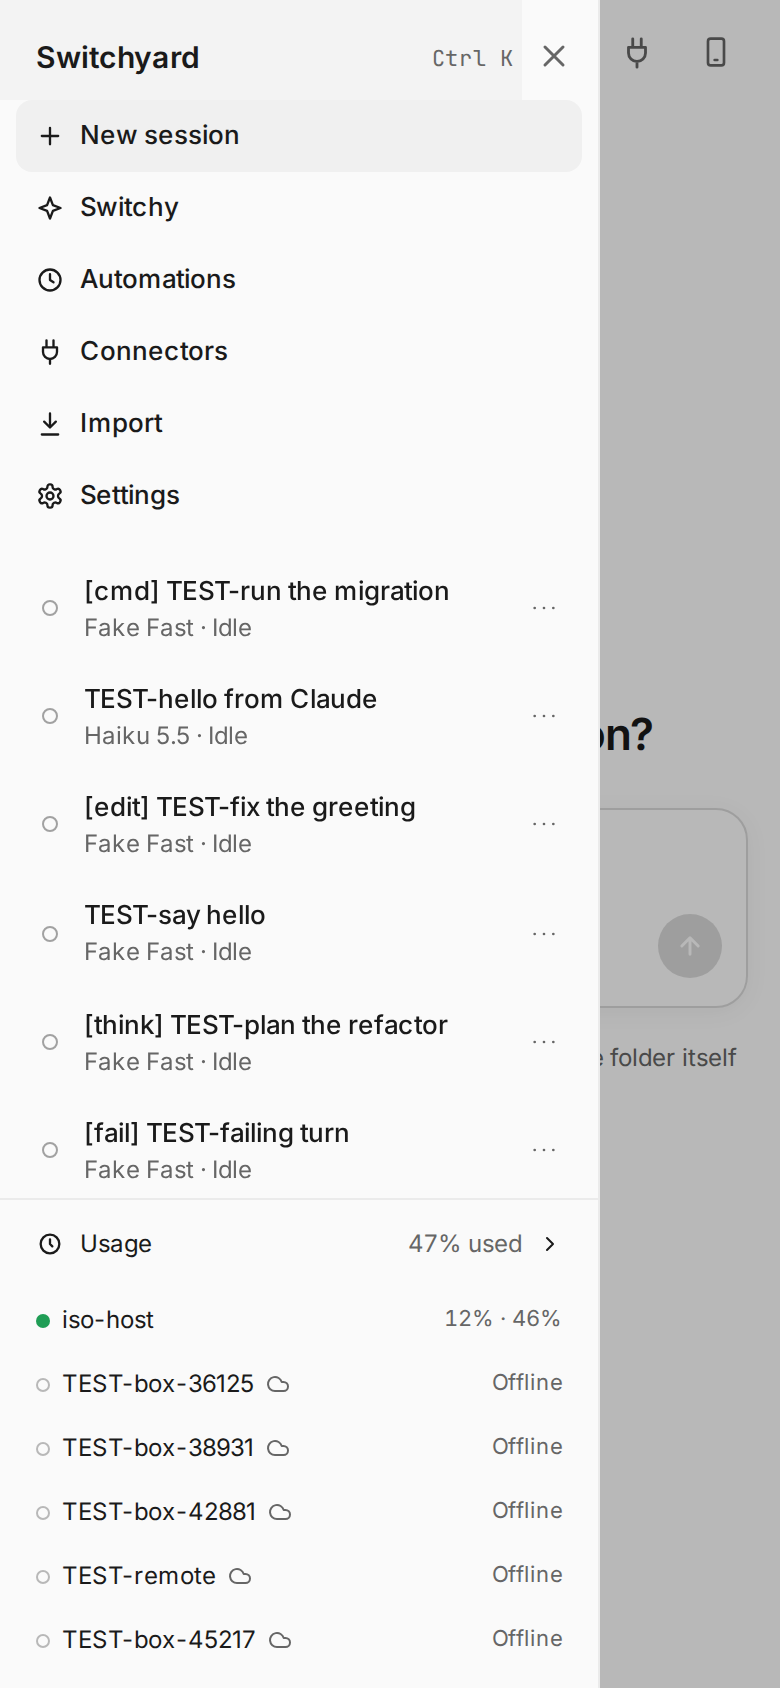 Switchyard
Ctrl K
New session
Switchy
Automations
Connectors
Import
Settings
[cmd] TEST-run the migration
Fake Fast · Idle
TEST-hello from Claude
Haiku 5.5 · Idle
on?
[edit] TEST-fix the greeting
Fake Fast · Idle
TEST-say hello
Fake Fast · Idle
[think] TEST-plan the refactor
Fake Fast · Idle
folder itself
[fail] TEST-failing turn
Fake Fast · Idle
Usage
47% used
iso-host
12% · 46%
TEST-box-36125
Offline
TEST-box-38931
Offline
TEST-box-42881
Offline
TEST-remote
Offline
TEST-box-45217
Offline